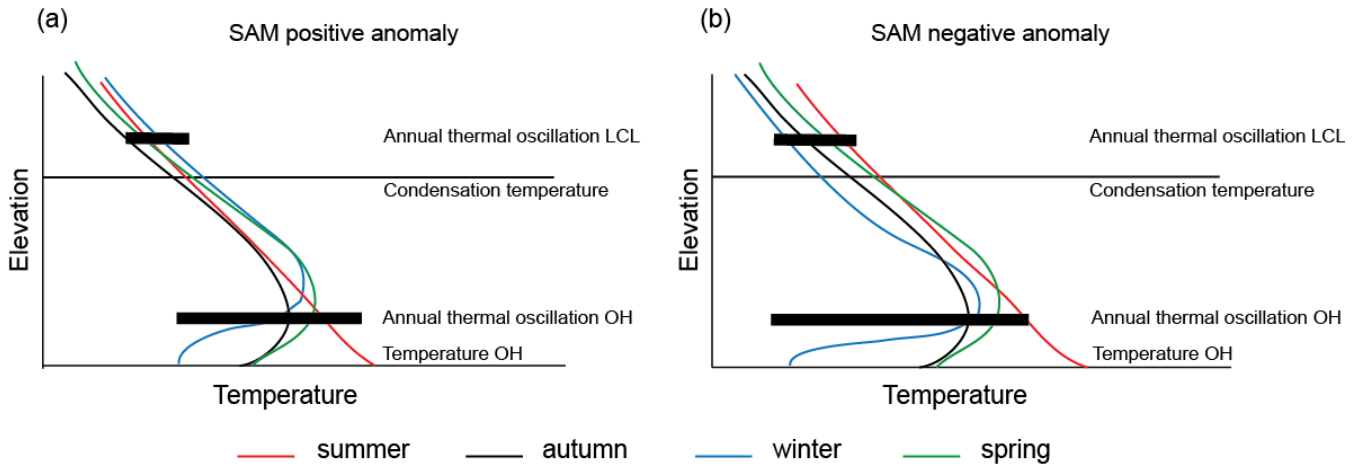 (a)
SAM positive anomaly
Elevation
Annual thermal oscillation LCL
Condensation temperature
Annual thermal oscillation OH
Temperature OH
Temperature
(b)
SAM negative anomaly
Elevation
Annual thermal oscillation LCL
Condensation temperature
Annual thermal oscillation OH
Temperature OH
Temperature
summer autumn winter spring